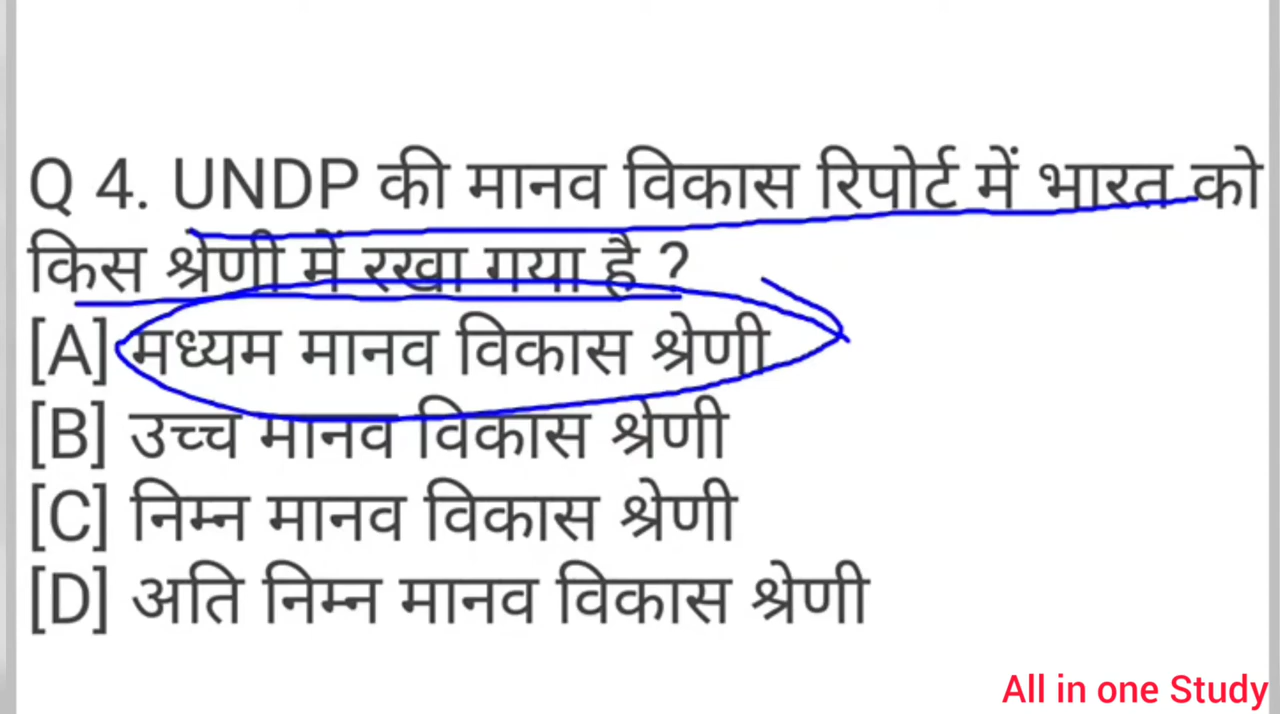 Q 4. UNDP की मानव विकास रिपोर्ट में भारत को
किस श्रेणी में रखा गया है ?
[A] मध्यम मानव विकास श्रेणी
[B] उच्च मानव विकास श्रेणी
[C] निम्न मानव विकास श्रेणी
[D] अति निम्न मानव विकास श्रेणी
All in one Study